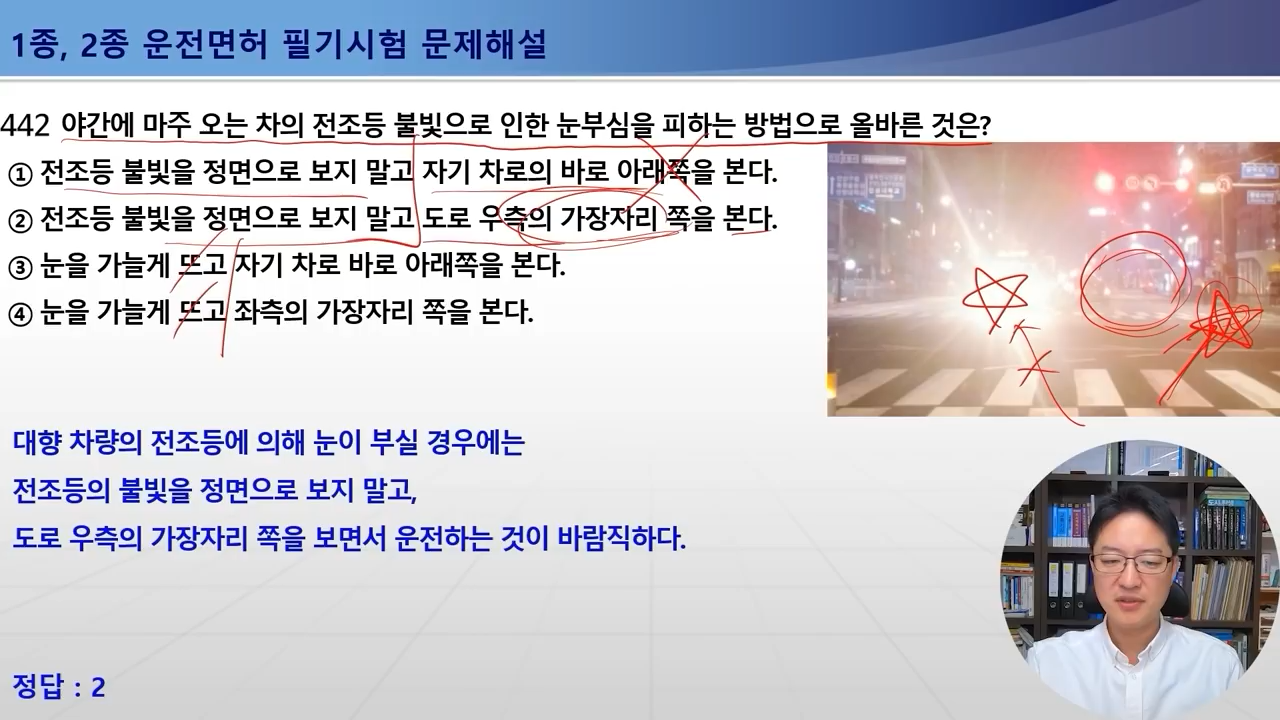 1종, 2종 운전면허 필기시험 문제해설
442 야간에 마주 오는 차의 전조등 불빛으로 인한 눈부심을 피하는 방법으로 올바른 것은?
① 전조등 불빛을 정면으로 보지 말고 자기 차로의 바로 아래쪽을 본다.
② 전조등 불빛을 정면으로 보지 말고 도로 우측의 가장자리 쪽을 본다.
③ 눈을 가늘게 뜨고 자기 차로 바로 아래쪽을 본다.
④ 눈을 가늘게 뜨고 좌측의 가장자리 쪽을 본다.
대향 차량의 전조등에 의해 눈이 부실 경우에는
전조등의 불빛을 정면으로 보지 말고,
도로 우측의 가장자리 쪽을 보면서 운전하는 것이 바람직하다.
정답 : 2